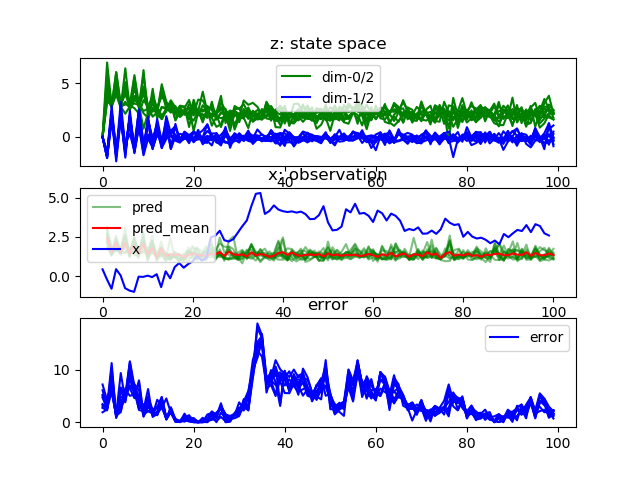 z: state space
5
0
dim-0/2
dim-1/2
0 20 40 60 80 100
x: observation
5.0
2.5
0.0
pred
pred_mean
x
0 20 40 60 80 100
error
10
0
error
0 20 40 60 80 100